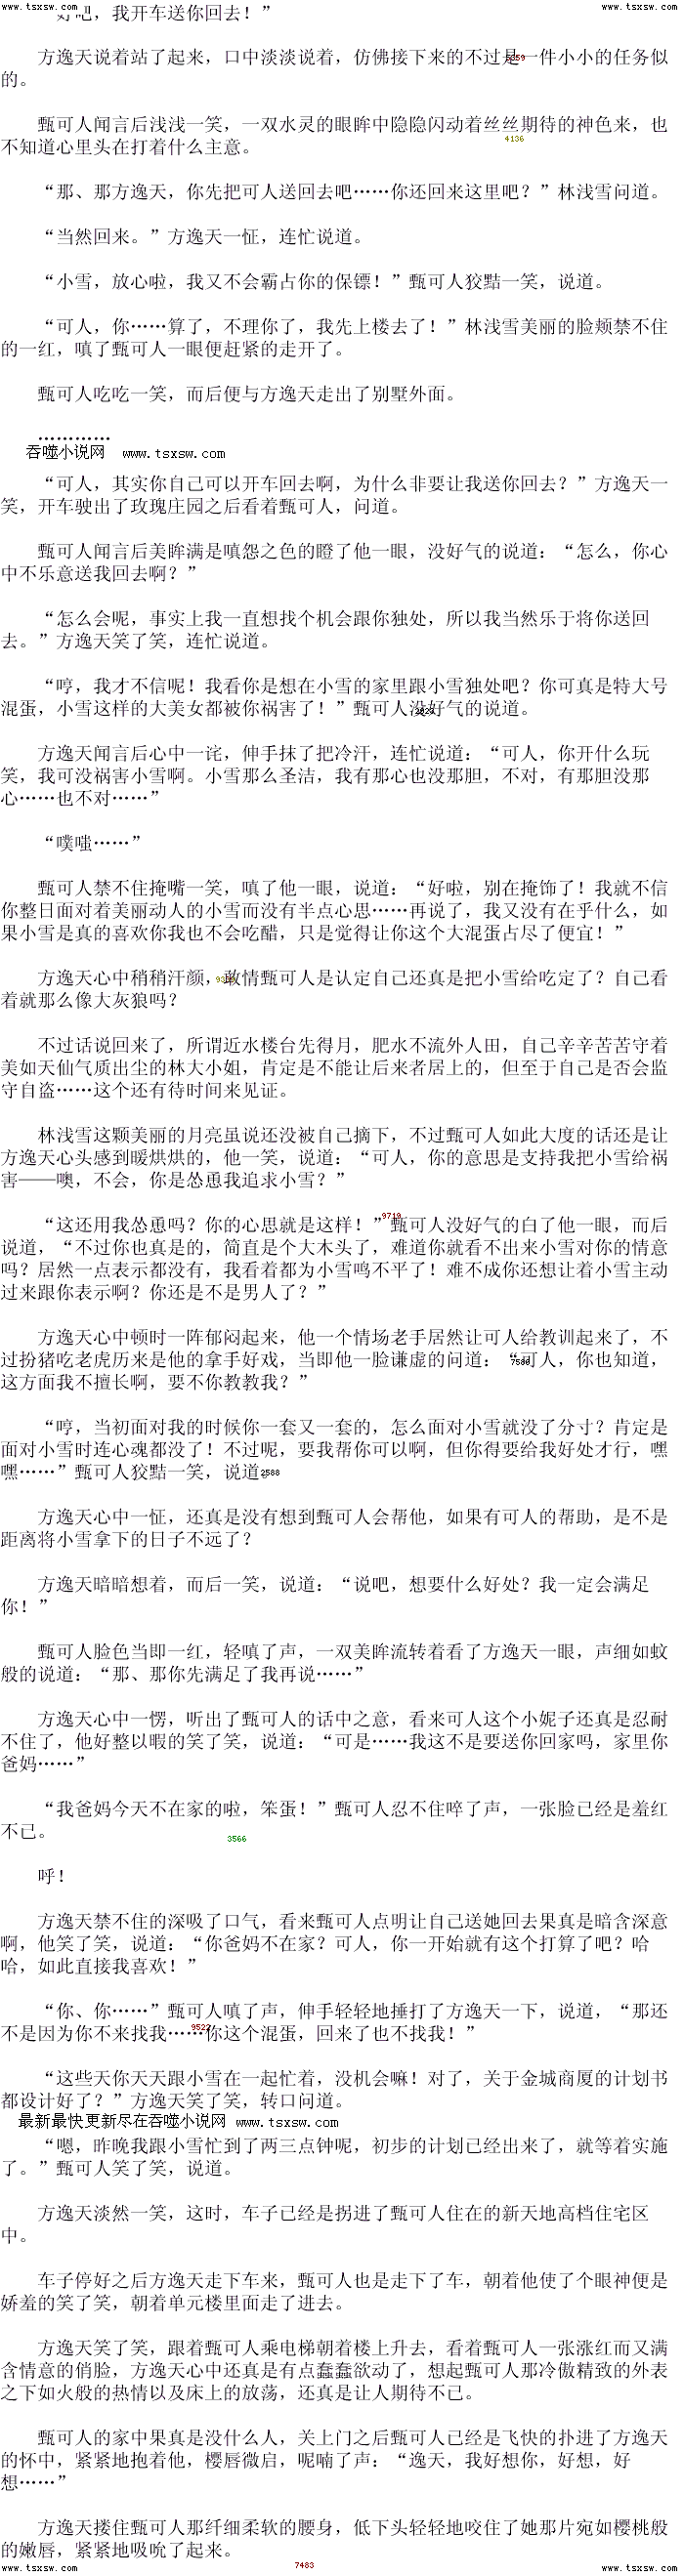 www.tsxsw.com www.tsxsw.com
好吧，我开车送你回去！”
方逸天说着站了起来，口中淡淡说着，仿佛接下来的不过是一件小小的任务似
的。
甄可人闻言后浅浅一笑，一双水灵的眼眸中隐隐闪动着丝丝期待的神色来，也
不知道心里头在打着什么主意。
4136
“那、那方逸天，你先把可人送回去吧……你还回来这里吧？”林浅雪问道。
“当然回来。”方逸天一怔，连忙说道。
“小雪，放心啦，我又不会霸占你的保镖！”甄可人狡黠一笑，说道。
“可人，你……算了，不理你了，我先上楼去了！”林浅雪美丽的脸颊禁不住
的一红，嗔了甄可人一眼便赶紧的走开了。
甄可人吃吃一笑，而后便与方逸天走出了别墅外面。
…………
吞噬小说网 www.tsxsw.com
“可人，其实你自己可以开车回去啊，为什么非要让我送你回去？”方逸天一
笑，开车驶出了玫瑰庄园之后看着甄可人，问道。
甄可人闻言后美眸满是嗔怨之色的瞪了他一眼，没好气的说道：“怎么，你心
中不乐意送我回去啊？”
“怎么会呢，事实上我一直想找个机会跟你独处，所以我当然乐于将你送回
去。”方逸天笑了笑，连忙说道。
“哼，我才不信呢！我看你是想在小雪的家里跟小雪独处吧？你可真是特大号
混蛋，小雪这样的大美女都被你祸害了！”甄可人没好气的说道。
方逸天闻言后心中一诧，伸手抹了把冷汗，连忙说道：“可人，你开什么玩
笑，我可没祸害小雪啊。小雪那么圣洁，我有那心也没那胆，不对，有那胆没那
心……也不对……”
“噗嗤……”
甄可人禁不住掩嘴一笑，嗔了他一眼，说道：“好啦，别在掩饰了！我就不信
你整日面对着美丽动人的小雪而没有半点心思……再说了，我又没有在乎什么，如
果小雪是真的喜欢你我也不会吃醋，只是觉得让你这个大混蛋占尽了便宜！”
方逸天心中稍稍汗颜，敢情甄可人是认定自己还真是把小雪给吃定了？自己看
着就那么像大灰狼吗？
不过话说回来了，所谓近水楼台先得月，肥水不流外人田，自己辛辛苦苦守着
美如天仙气质出尘的林大小姐，肯定是不能让后来者居上的，但至于自己是否会监
守自盗……这个还有待时间来见证。
林浅雪这颗美丽的月亮虽说还没被自己摘下，不过甄可人如此大度的话还是让
方逸天心头感到暖烘烘的，他一笑，说道：“可人，你的意思是支持我把小雪给祸
害——噢，不会，你是怂恿我追求小雪？”
9719
“这还用我怂恿吗？你的心思就是这样！”甄可人没好气的白了他一眼，而后
说道，“不过你也真是的，简直是个大木头了，难道你就看不出来小雪对你的情意
吗？居然一点表示都没有，我看着都为小雪鸣不平了！难不成你还想让着小雪主动
过来跟你表示啊？你还是不是男人了？”
方逸天心中顿时一阵郁闷起来，他一个情场老手居然让可人给教训起来了，不
过扮猪吃老虎历来是他的拿手好戏，当即他一脸谦虚的问道：“可人，你也知道，
这方面我不擅长啊，要不你教教我？”
“哼，当初面对我的时候你一套又一套的，怎么面对小雪就没了分寸？肯定是
面对小雪时连心魂都没了！不过呢，要我帮你可以啊，但你得要给我好处才行，嘿
嘿……”甄可人狡黠一笑，说道。2588
方逸天心中一怔，还真是没有想到甄可人会帮他，如果有可人的帮助，是不是
距离将小雪拿下的日子不远了？
方逸天暗暗想着，而后一笑，说道：“说吧，想要什么好处？我一定会满足
你！”
甄可人脸色当即一红，轻嗔了声，一双美眸流转着看了方逸天一眼，声细如蚊
般的说道：“那、那你先满足了我再说……”
方逸天心中一愣，听出了甄可人的话中之意，看来可人这个小妮子还真是忍耐
不住了，他好整以暇的笑了笑，说道：“可是……我这不是要送你回家吗，家里你
爸妈……”
“我爸妈今天不在家的啦，笨蛋！”甄可人忍不住啐了声，一张脸已经是羞红
不已。
3566
呼！
方逸天禁不住的深吸了口气，看来甄可人点明让自己送她回去果真是暗含深意
啊，他笑了笑，说道：“你爸妈不在家？可人，你一开始就有这个打算了吧？哈
哈，如此直接我喜欢！”
“你、你……”甄可人嗔了声，伸手轻轻地捶打了方逸天一下，说道，“那还
不是因为你不来找我……你这个混蛋，回来了也不找我！”
“这些天你天天跟小雪在一起忙着，没机会嘛！对了，关于金城商厦的计划书
都设计好了？”方逸天笑了笑，转口问道。
最新最快更新尽在吞噬小说网 www.tsxsw.com
“嗯，昨晚我跟小雪忙到了两三点钟呢，初步的计划已经出来了，就等着实施
了。”甄可人笑了笑，说道。
方逸天淡然一笑，这时，车子已经是拐进了甄可人住在的新天地高档住宅区
中。
车子停好之后方逸天走下车来，甄可人也是走下了车，朝着他使了个眼神便是
娇羞的笑了笑，朝着单元楼里面走了进去。
方逸天笑了笑，跟着甄可人乘电梯朝着楼上升去，看着甄可人一张涨红而又满
含情意的俏脸，方逸天心中还真是有点蠢蠢欲动了，想起甄可人那冷傲精致的外表
之下如火般的热情以及床上的放荡，还真是让人期待不已。
甄可人的家中果真是没什么人，关上门之后甄可人已经是飞快的扑进了方逸天
的怀中，紧紧地抱着他，樱唇微启，呢喃了声：“逸天，我好想你，好想，好
想……”
方逸天搂住甄可人那纤细柔软的腰身，低下头轻轻地咬住了她那片宛如樱桃般
的嫩唇，紧紧地吸吮了起来。
www.tsxsw.com 7483 www.tsxsw.com